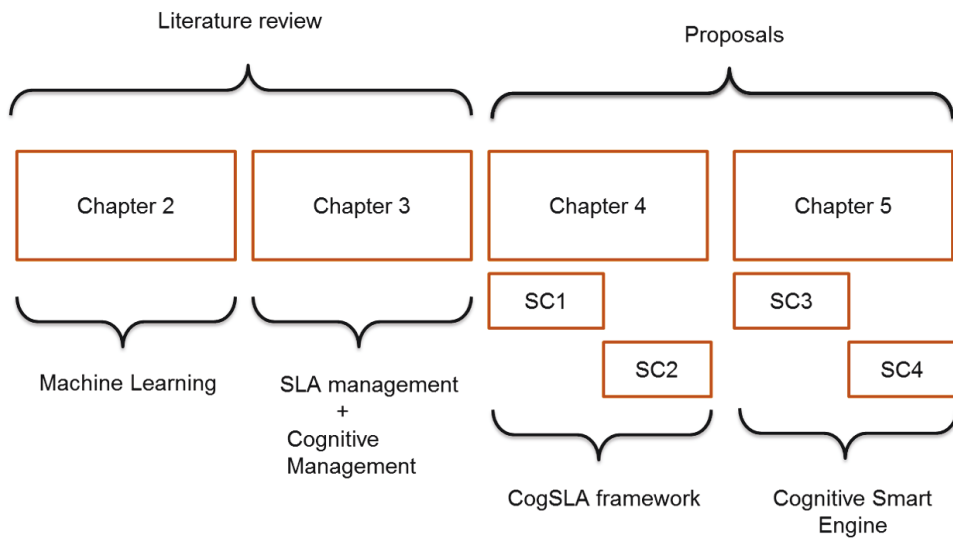 Literature review
Proposals
Chapter 2
Chapter 3
Chapter 4
Chapter 5
SC1
SC3
SC2
SC4
Machine Learning
SLA management
+
Cognitive
Management
CogSLA framework
Cognitive Smart
Engine